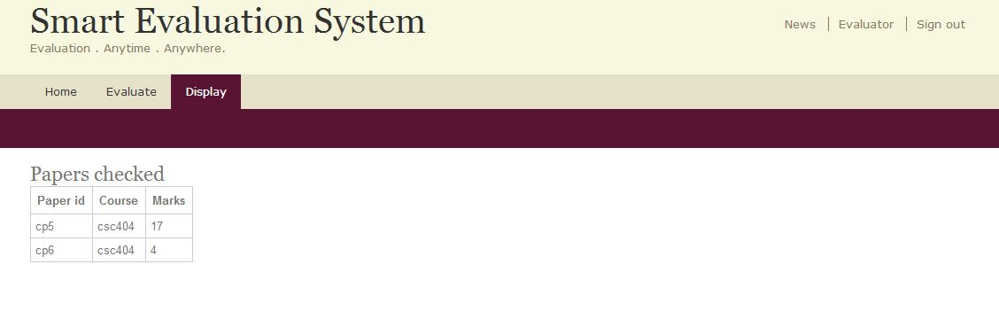 Smart Evaluation System
Evaluation . Anytime . Anywhere.
News Evaluator Sign out
Home Evaluate Display
Papers checked
Paper id Course Marks
cp5 csc404 17
cp6 csc404 4